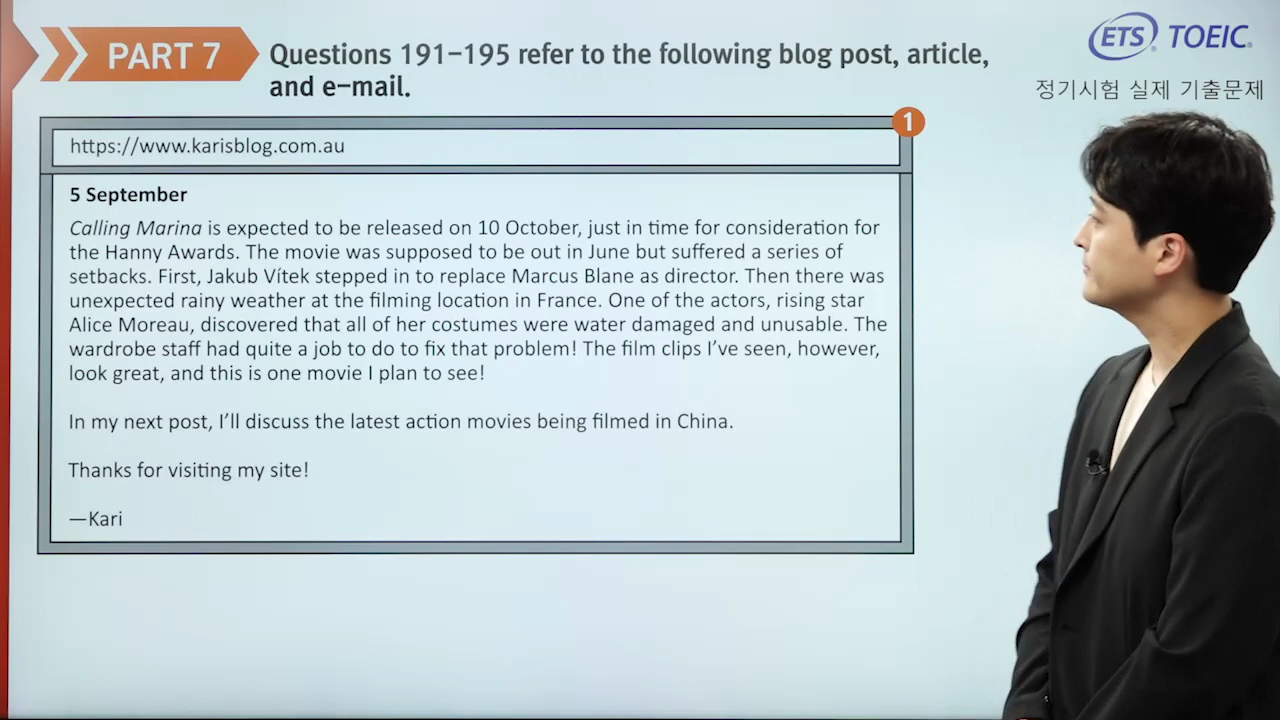 PART 7
Questions 191–195 refer to the following blog post, article,
and e-mail.
ETS® TOEIC®
정기시험 실제 기출문제
1
https://www.karisblog.com.au
5 September
Calling Marina is expected to be released on 10 October, just in time for consideration for
the Hanny Awards. The movie was supposed to be out in June but suffered a series of
setbacks. First, Jakub Vítek stepped in to replace Marcus Blane as director. Then there was
unexpected rainy weather at the filming location in France. One of the actors, rising star
Alice Moreau, discovered that all of her costumes were water damaged and unusable. The
wardrobe staff had quite a job to do to fix that problem! The film clips I’ve seen, however,
look great, and this is one movie I plan to see!
In my next post, I’ll discuss the latest action movies being filmed in China.
Thanks for visiting my site!
—Kari